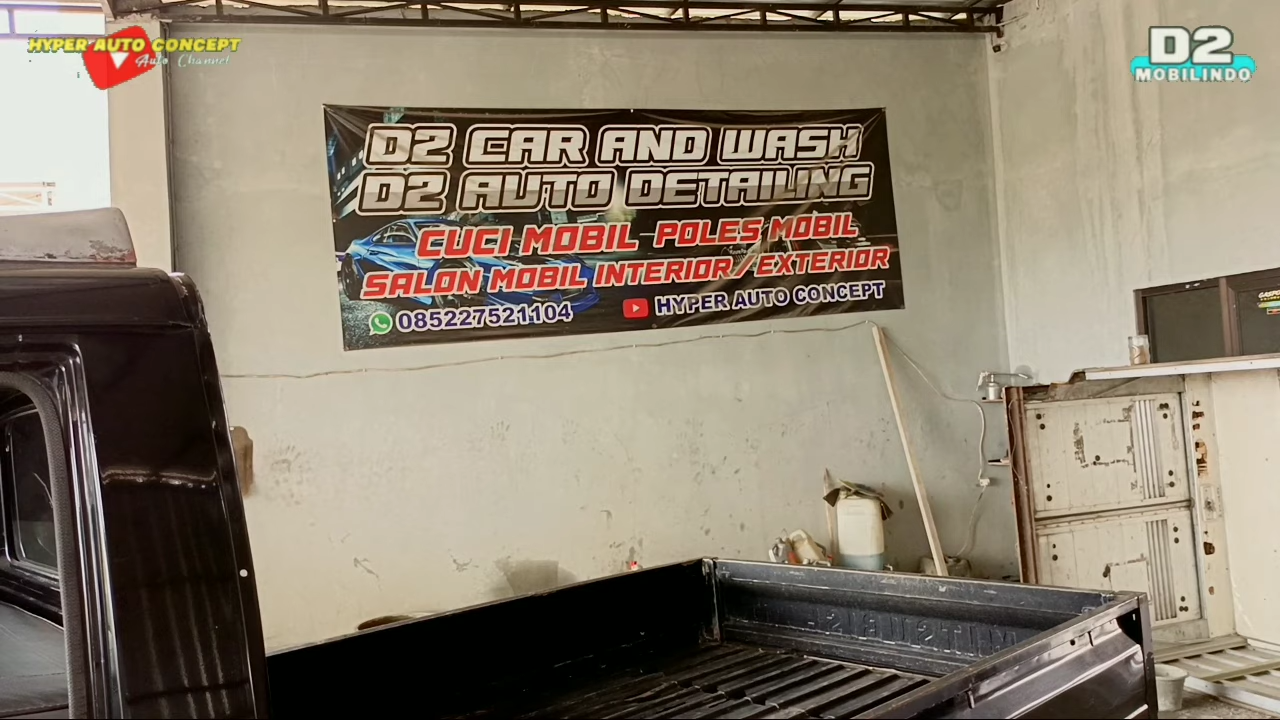 HYPER AUTO CONCEPT
Auto Channel
D2
MOBILINDO
D2 CAR AND WASH
D2 AUTO DETAILING
CUCI MOBIL POLES MOBIL
SALON MOBIL INTERIOR/EXTERIOR
085227521104 HYPER AUTO CONCEPT
MITSUBISHI